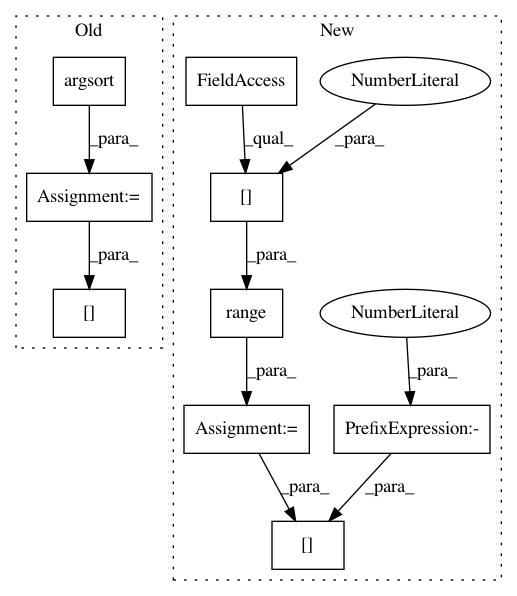 Old
New
argsort
FieldAccess
NumberLiteral
_para_
_qual_
_para_
Assignment:=
[]
_para_
_para_
[]
range
NumberLiteral
_para_
_para_
Assignment:=
PrefixExpression:-
_para_
_para_
[]